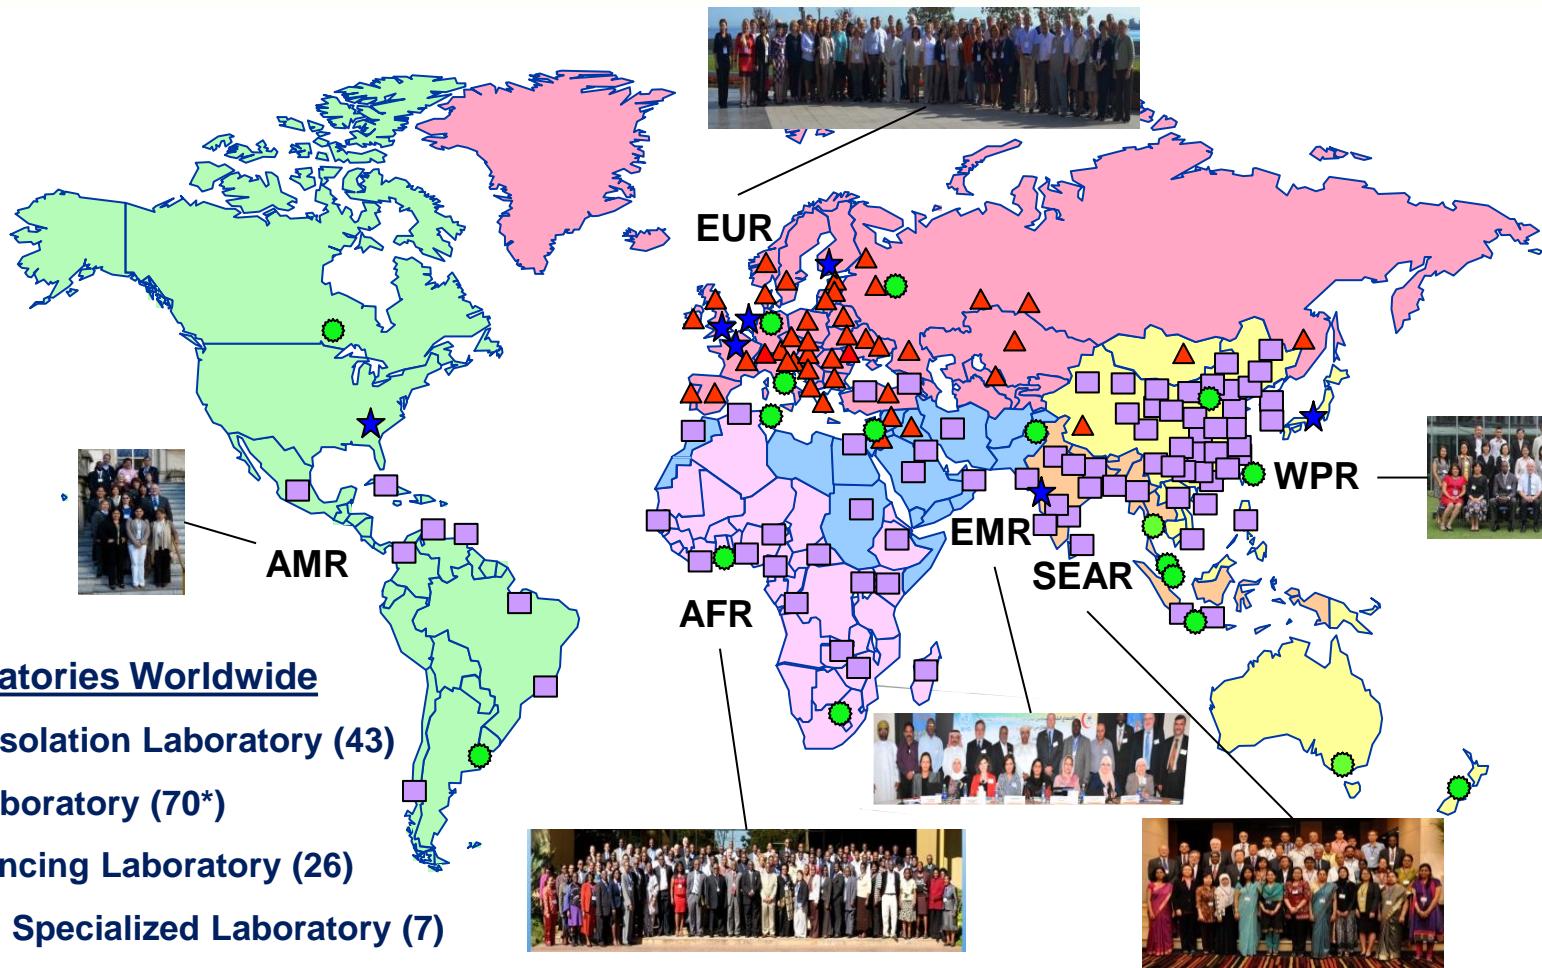 EUR
WPR
AMR
EMR
SEAR
AFR
atories Worldwide
solation Laboratory (43)
boratory (70*)
ncing Laboratory (26)
Specialized Laboratory (7)